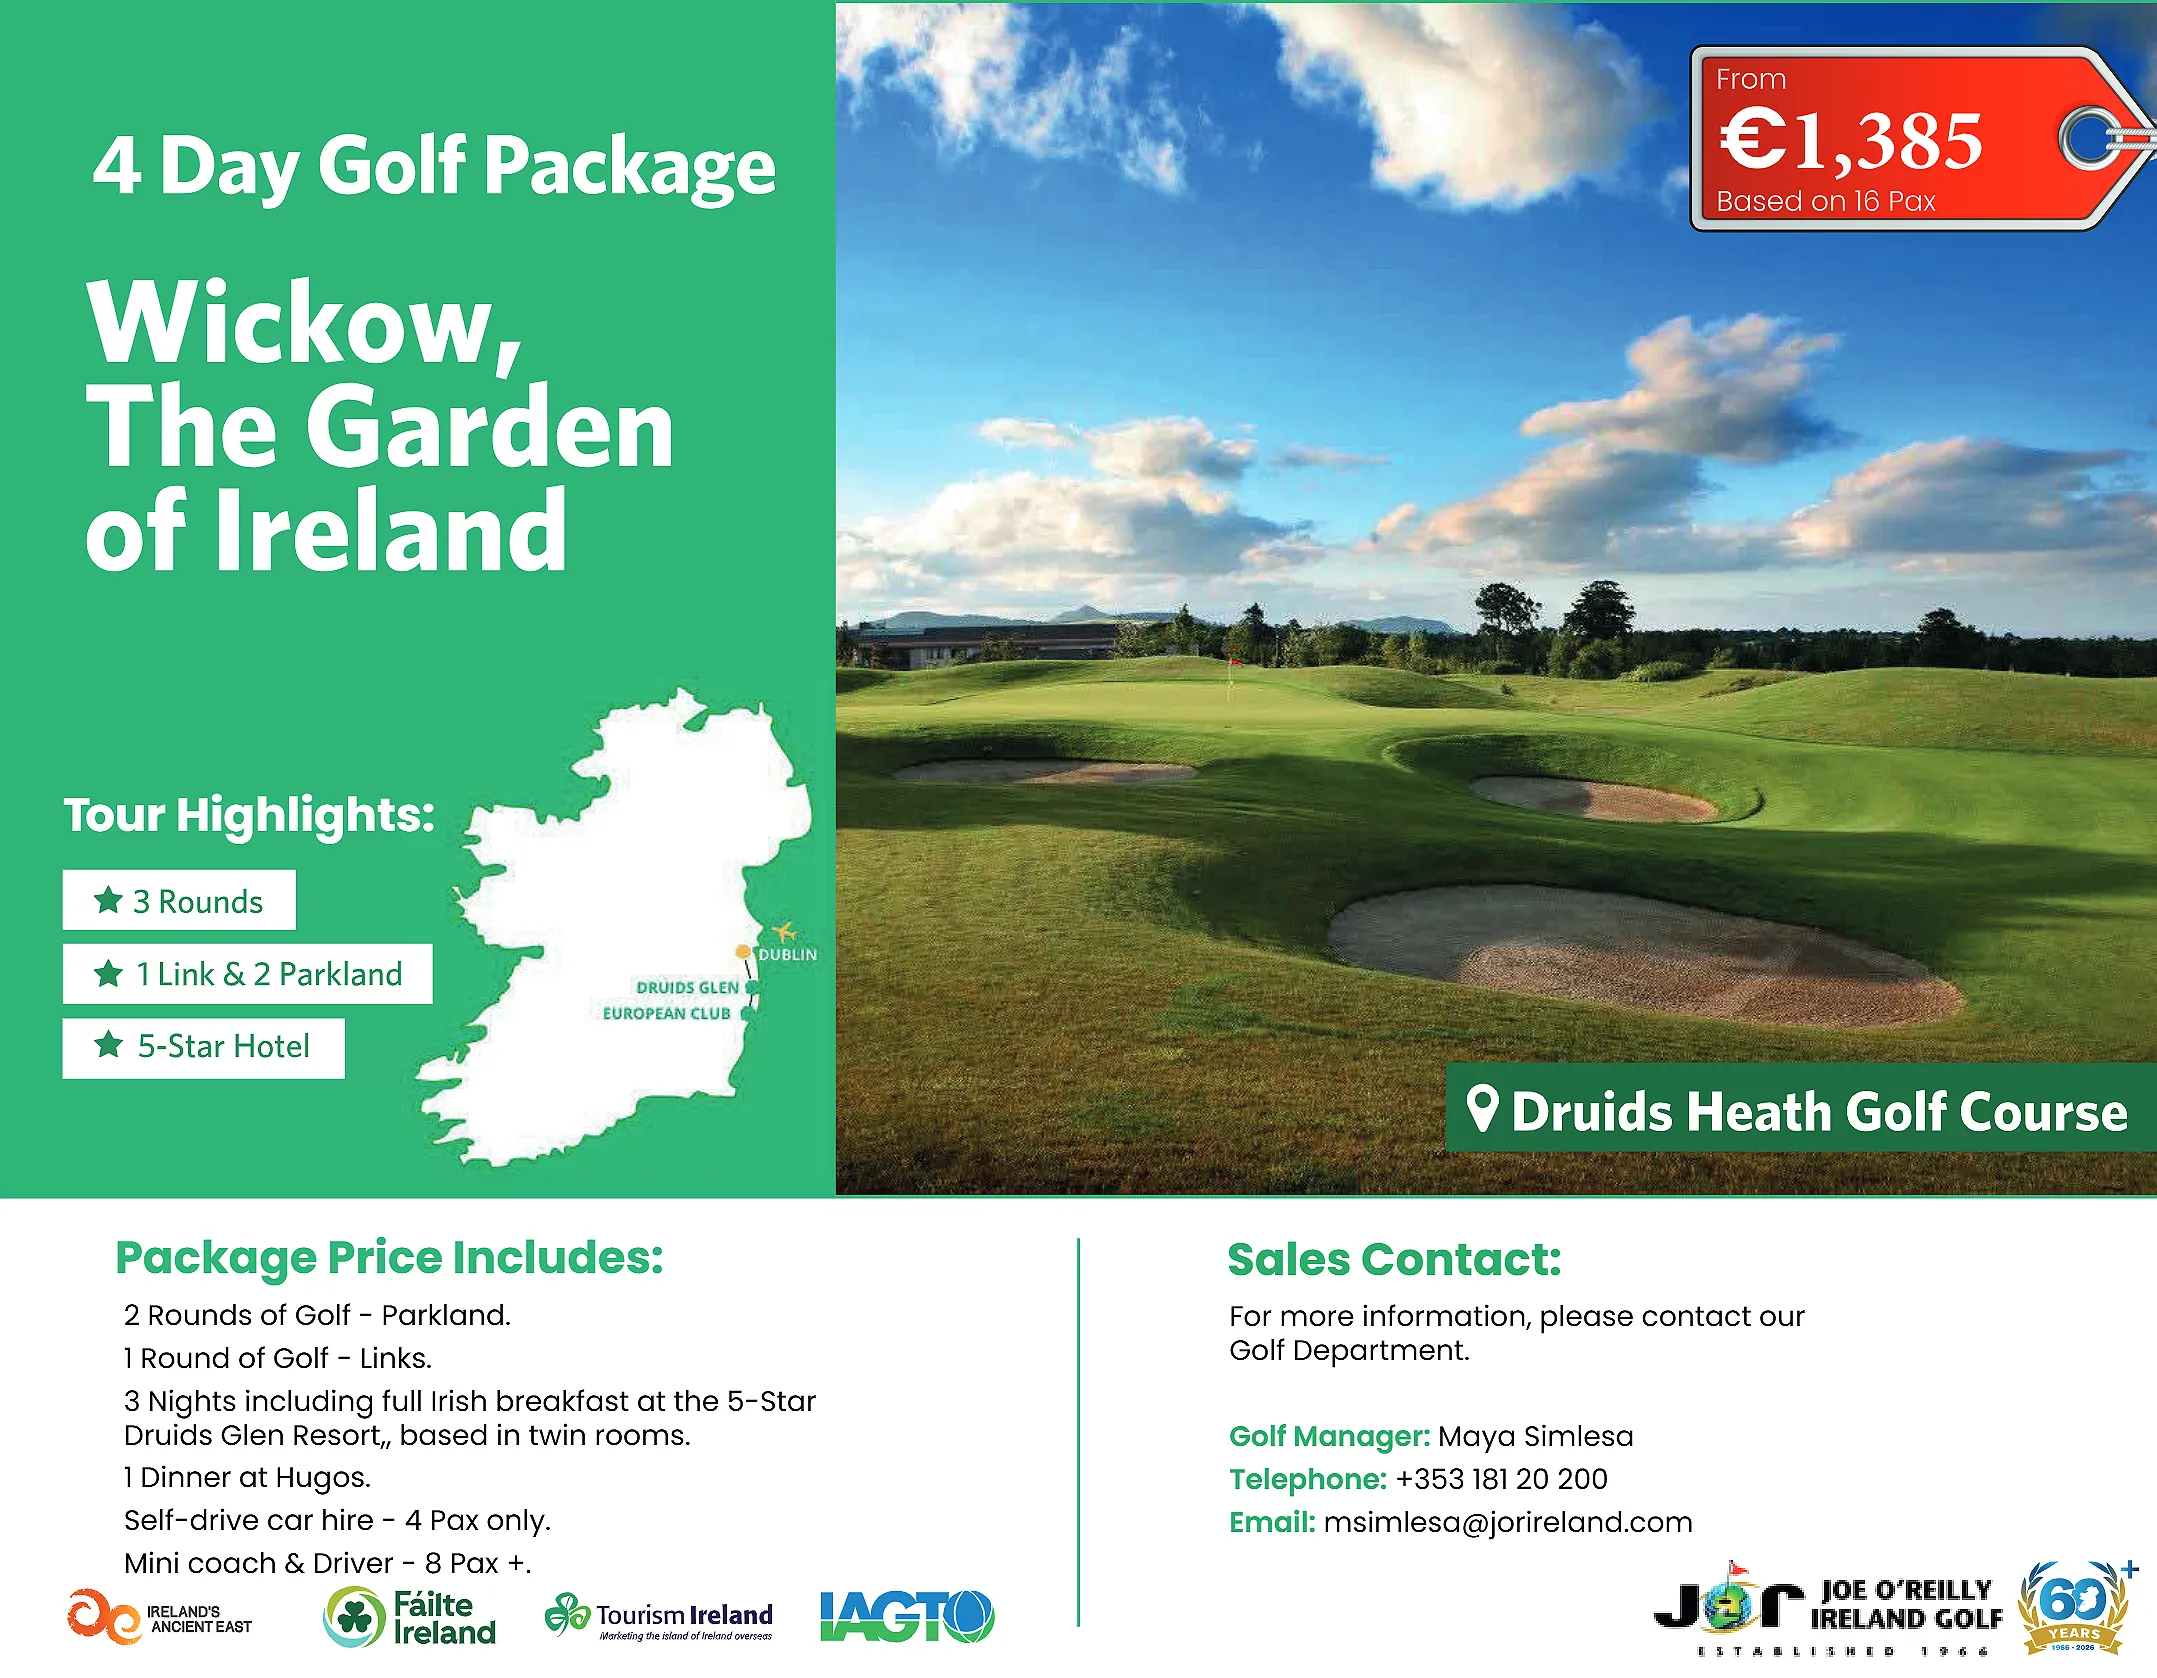 4 Day Golf Package
Wickow,
The Garden
of Ireland
From
€1,385
Based on 16 Pax
Tour Highlights:
3 Rounds
1 Link & 2 Parkland
5-Star Hotel
DUBLIN
DRUIDS GLEN
EUROPEAN CLUB
Druids Heath Golf Course
Package Price Includes:
2 Rounds of Golf - Parkland.
1 Round of Golf - Links.
3 Nights including full Irish breakfast at the 5-Star
Druids Glen Resort,, based in twin rooms.
1 Dinner at Hugos.
Self-drive car hire - 4 Pax only.
Mini coach & Driver - 8 Pax +.
Sales Contact:
For more information, please contact our
Golf Department.
Golf Manager: Maya Simlesa
Telephone: +353 181 20 200
Email: msimlesa@jorireland.com
IRELAND'S
ANCIENT EAST
Fáilte
Ireland
Tourism Ireland
Marketing the island of Ireland overseas
IAGTO
JOR
JOE O'REILLY
IRELAND GOLF
ESTABLISHED 1966
60+
YEARS
1966 - 2026